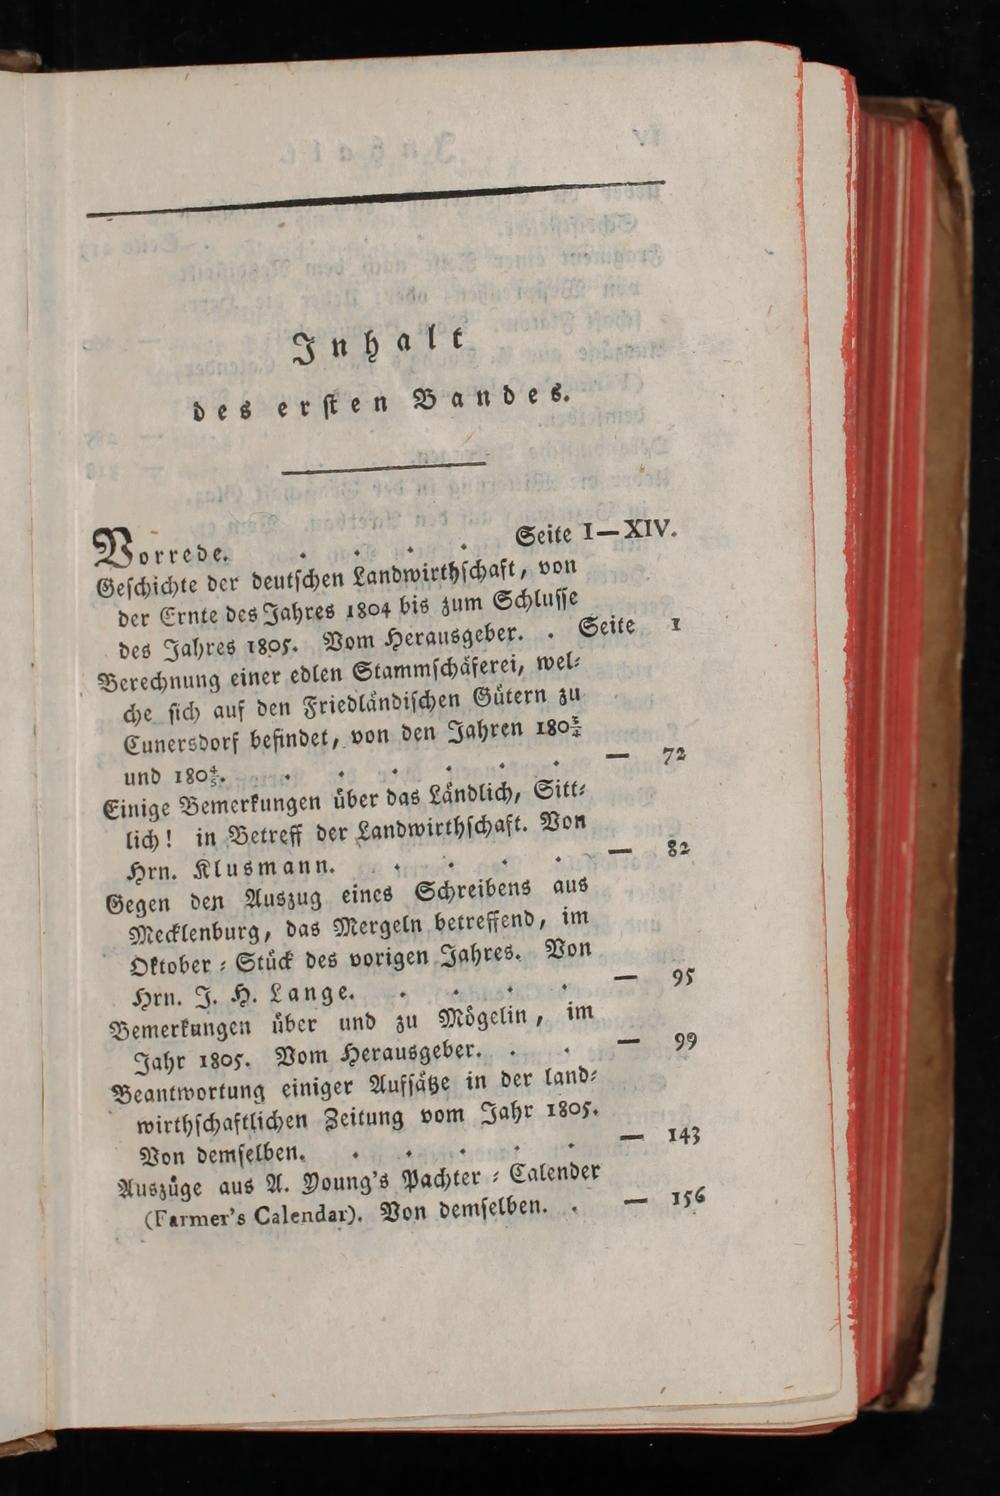 Inhalt
des ersten Bandes.
Vorrede. . . . . Seite I—XIV.
Geschichte der deutschen Landwirthschaft, von
der Ernte des Jahres 1804 bis zum Schlusse
des Jahres 1805. Vom Herausgeber. . Seite 1
Berechnung einer edlen Stammschäferei, wel⸗
che sich auf den Friedländischen Gütern zu
Cunersdorf befindet, von den Jahren 180¾
und 180⅘. . . . . . . — 72
Einige Bemerkungen über das Ländlich, Sitt⸗
lich! in Betreff der Landwirthschaft. Von
Hrn. Klusmann. . . . . — 82
Gegen den Auszug eines Schreibens aus
Mecklenburg, das Mergeln betreffend, im
Oktober⸗Stück des vorigen Jahres. Von
Hrn. J. H. Lange. . . . . — 95
Bemerkungen über und zu Mögelin, im
Jahr 1805. Vom Herausgeber. . . — 99
Beantwortung einiger Aufsätze in der land⸗
wirthschaftlichen Zeitung vom Jahr 1805.
Von demselben. . . . . . — 143
Auszüge aus A. Young's Pachter⸗Calender
(Farmer's Calendar). Von demselben. . — 156